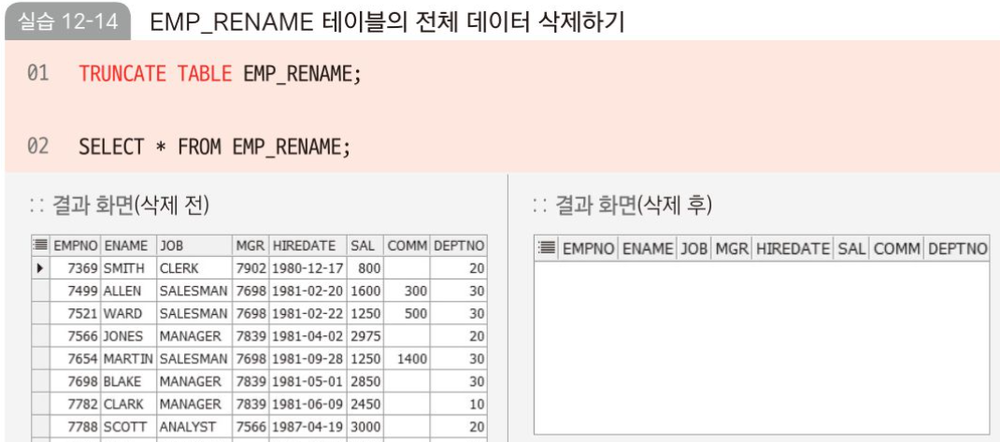 실습 12-14 EMP_RENAME 테이블의 전체 데이터 삭제하기
01 TRUNCATE TABLE EMP_RENAME;
02 SELECT * FROM EMP_RENAME;
:: 결과 화면(삭제 전)
EMPNO ENAME JOB MGR HIREDATE SAL COMM DEPTNO
7369 SMITH CLERK 7902 1980-12-17 800 20
7499 ALLEN SALESMAN 7698 1981-02-20 1600 300 30
7521 WARD SALESMAN 7698 1981-02-22 1250 500 30
7566 JONES MANAGER 7839 1981-04-02 2975 20
7654 MARTIN SALESMAN 7698 1981-09-28 1250 1400 30
7698 BLAKE MANAGER 7839 1981-05-01 2850 30
7782 CLARK MANAGER 7839 1981-06-09 2450 10
7788 SCOTT ANALYST 7566 1987-04-19 3000 20
:: 결과 화면(삭제 후)
EMPNO ENAME JOB MGR HIREDATE SAL COMM DEPTNO